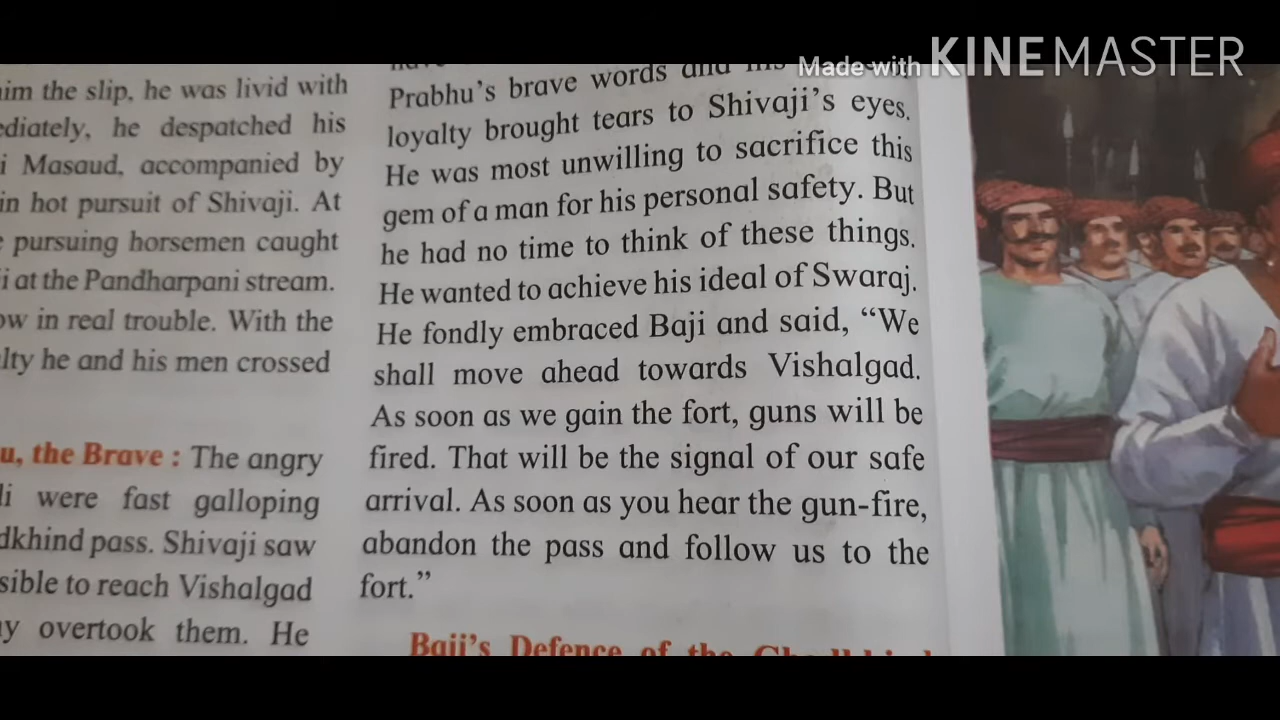 Made with KINEMASTER
him the slip, he was livid with
he despatched his
Masaud, accompanied by
in hot pursuit of Shivaji. At
pursuing horsemen caught
at the Pandharpani stream.
in real trouble. With the
he and his men crossed
the Brave : The angry
were fast galloping
pass. Shivaji saw
to reach Vishalgad
overtook them. He
Prabhu's brave words and
loyalty brought tears to Shivaji's eyes.
He was most unwilling to sacrifice this
gem of a man for his personal safety. But
he had no time to think of these things.
He wanted to achieve his ideal of Swaraj.
He fondly embraced Baji and said, “We
shall move ahead towards Vishalgad.
As soon as we gain the fort, guns will be
fired. That will be the signal of our safe
arrival. As soon as you hear the gun-fire,
abandon the pass and follow us to the
fort.”
Baji's Defence of the